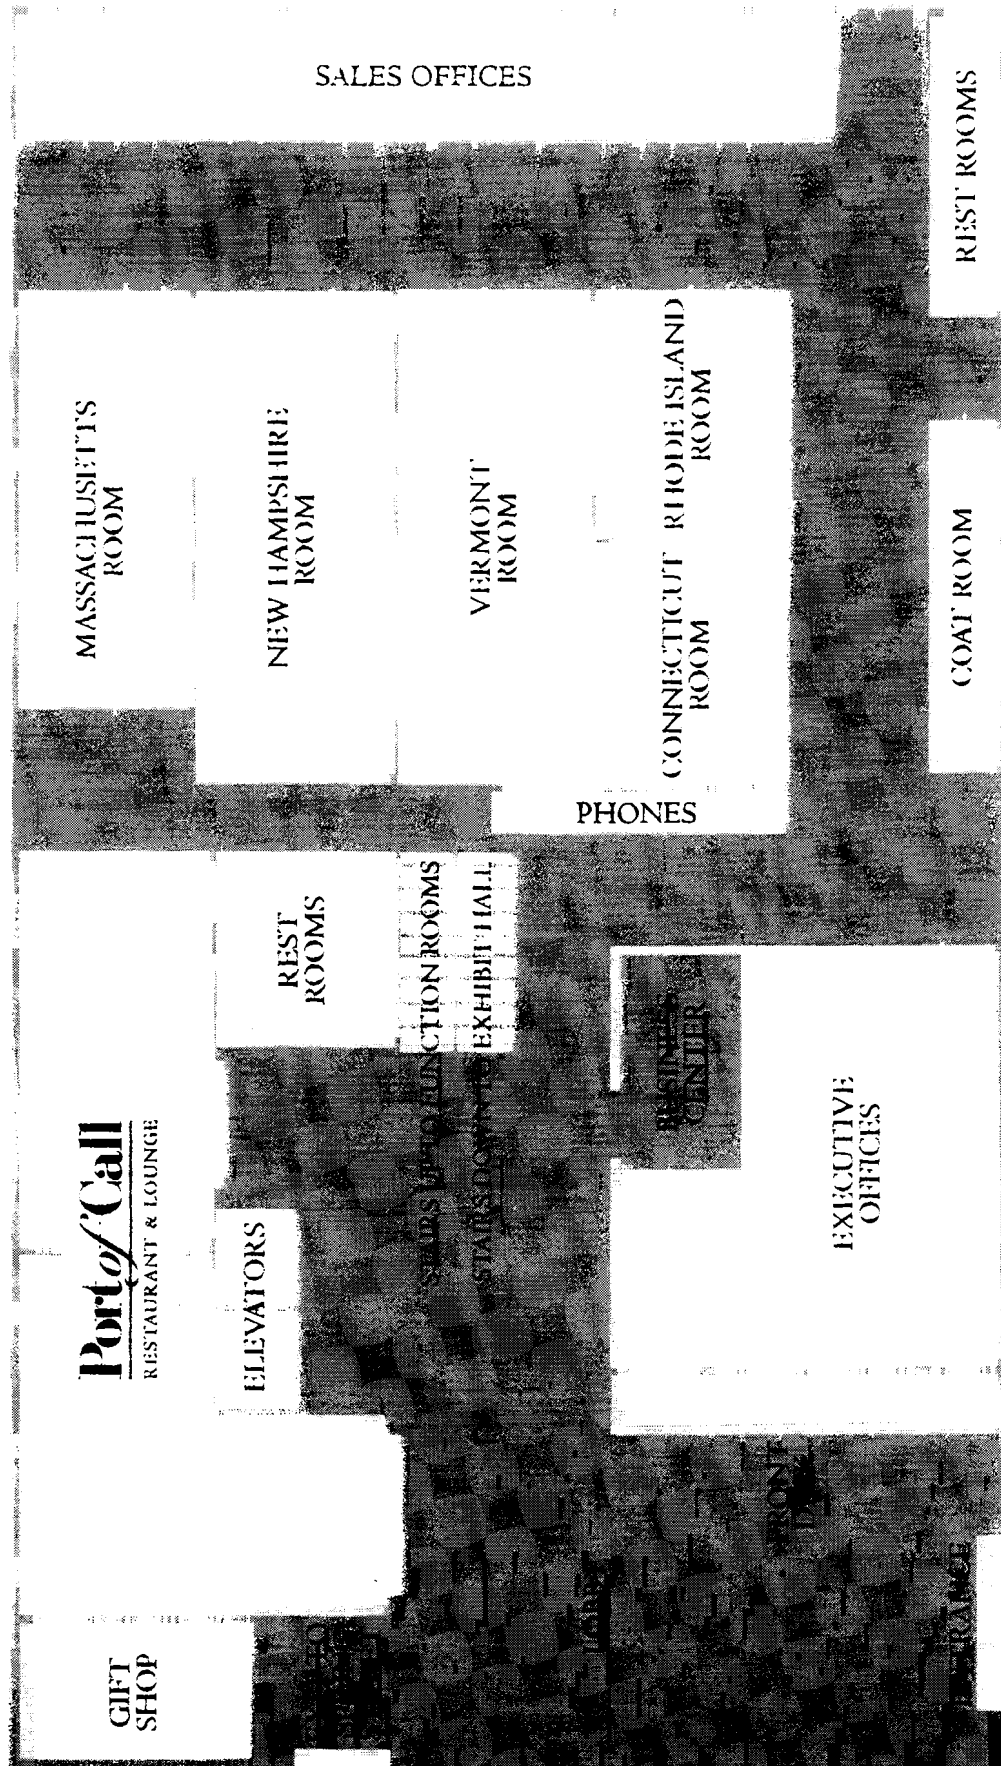 SALES OFFICES
REST ROOMS
MASSACHUSETTS
ROOM
NEW HAMPSHIRE
ROOM
VERMONT
ROOM
RHODE ISLAND
ROOM
CONNECTICUT
ROOM
COAT ROOM
PHONES
REST
ROOMS
STAIRS UP TO FUNCTION ROOMS
STAIRS DOWN TO EXHIBIT HALL
BUSINESS
CENTER
EXECUTIVE
OFFICES
Port of Call
RESTAURANT & LOUNGE
ELEVATORS
FRONT
DESK
LOBBY
ENTRANCE
GIFT
SHOP